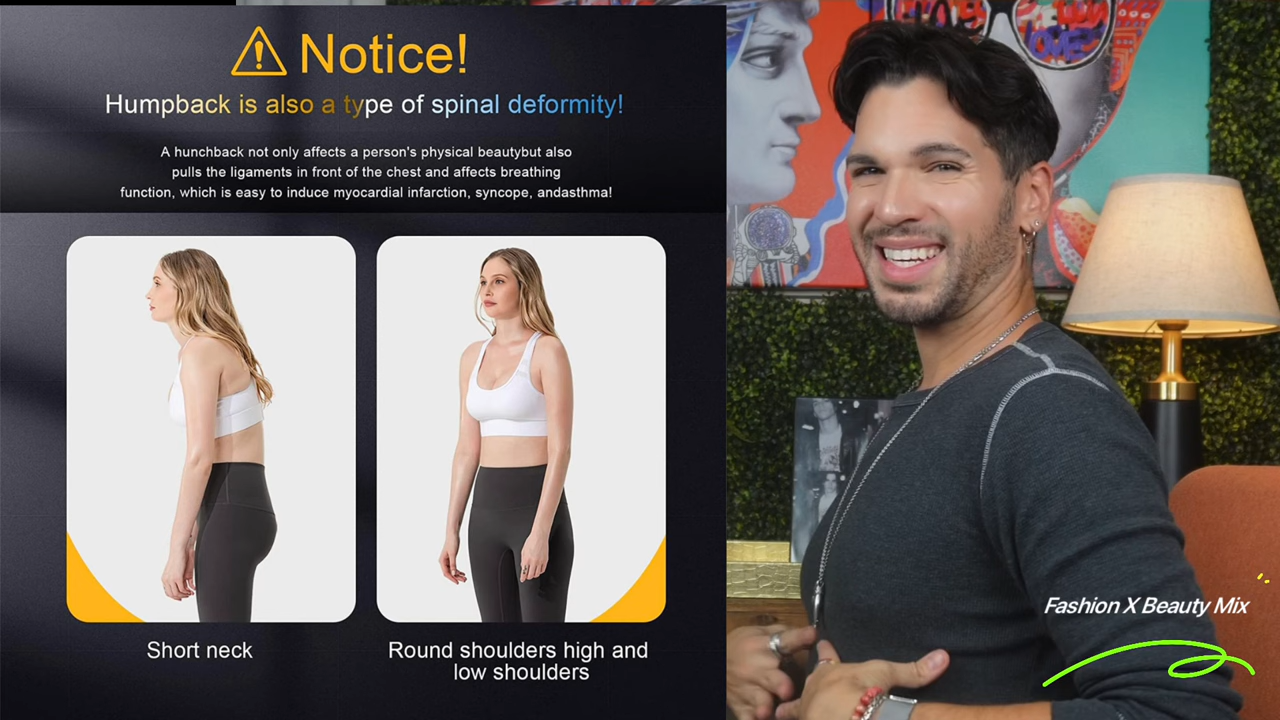 Notice!
Humpback is also a type of spinal deformity!
A hunchback not only affects a person's physical beautybut also
pulls the ligaments in front of the chest and affects breathing
function, which is easy to induce myocardial infarction, syncope, andasthma!
Short neck
Round shoulders high and
low shoulders
Fashion X Beauty Mix